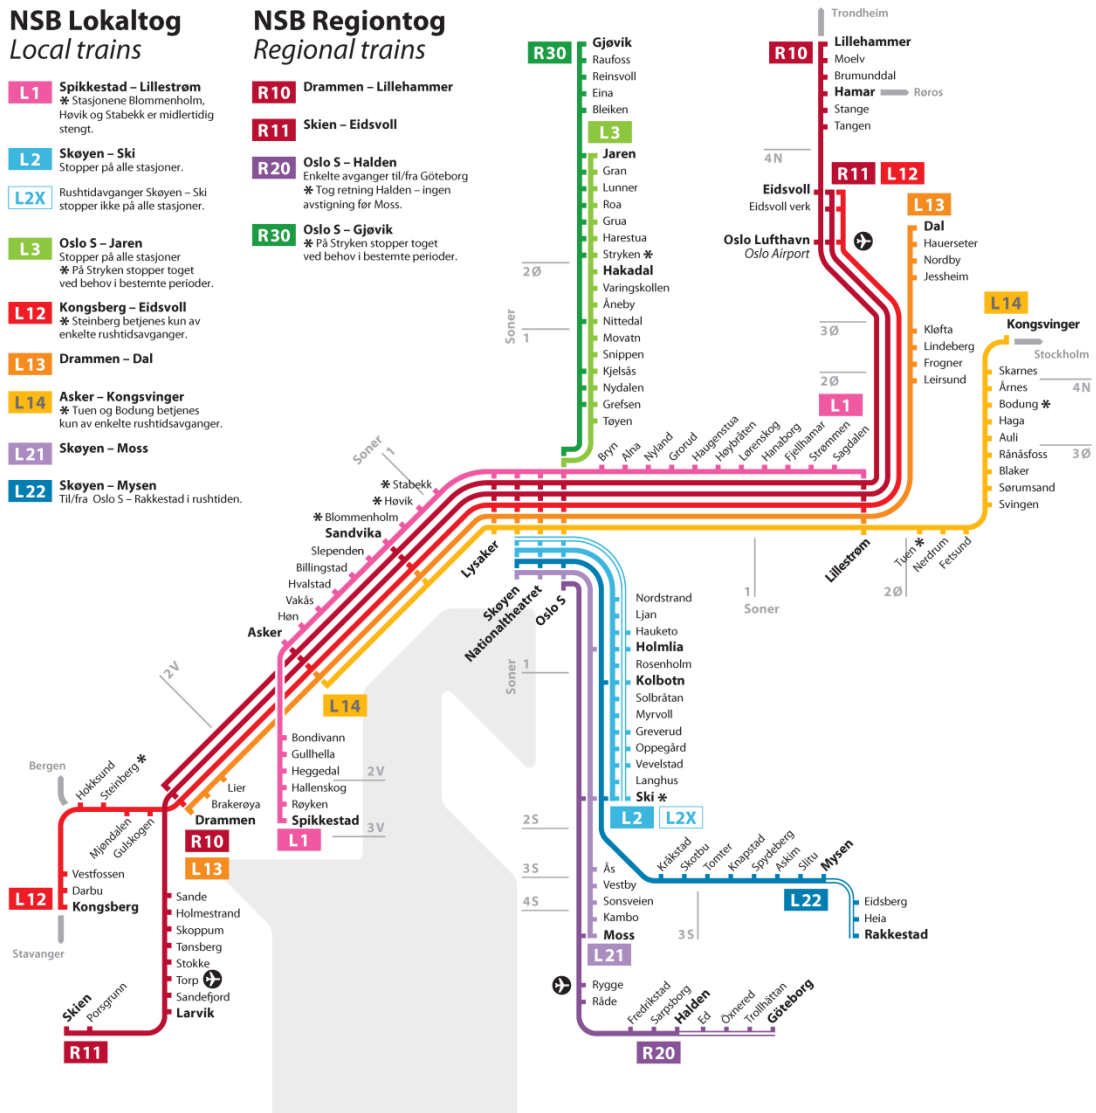 NSB Lokaltog
Local trains
L1
Spikkestad – Lillestrøm
* Stasjonene Blommenholm,
Høvik og Stabekk er midlertidig
stengt.
L2
Skøyen – Ski
Stopper på alle stasjoner.
L2X
Rushtidavganger Skøyen – Ski
stopper ikke på alle stasjoner.
L3
Oslo S – Jaren
Stopper på alle stasjoner
* På Stryken stopper toget
ved behov i bestemte perioder.
L12
Kongsberg – Eidsvoll
* Steinberg betjenes kun av
enkelte rushtidsavganger.
L13
Drammen – Dal
L14
Asker – Kongsvinger
* Tuen og Bodung betjenes
kun av enkelte rushtidsavganger.
L21
Skøyen – Moss
L22
Skøyen – Mysen
Til/fra Oslo S – Rakkestad i rushtiden.
NSB Regiontog
Regional trains
R10
Drammen – Lillehammer
R11
Skien – Eidsvoll
R20
Oslo S – Halden
Enkelte avganger til/fra Göteborg
* Tog retning Halden – ingen
avstigning før Moss.
R30
Oslo S – Gjøvik
* På Stryken stopper toget
ved behov i bestemte perioder.
R30
Gjøvik
Raufoss
Reinsvoll
Eina
Bleiken
L3
Jaren
Gran
Lunner
Roa
Grua
Harestua
Stryken *
Hakadal
Varingskollen
Åneby
Nittedal
Movatn
Snippen
Kjelsås
Nydalen
Grefsen
Tøyen
2Ø
Soner
1
Trondheim
R10
Lillehammer
Moelv
Brumunddal
Hamar
Røros
Stange
Tangen
4N
R11
L12
Eidsvoll
Eidsvoll verk
Oslo Lufthavn
Oslo Airport
L13
Dal
Hauerseter
Nordby
Jessheim
Kløfta
Lindeberg
Frogner
Leirsund
3Ø
2Ø
L14
Kongsvinger
Stockholm
Skarnes
Årnes
Bodung *
Haga
Auli
Rånåsfoss
Blaker
Sørumsand
Svingen
4N
3Ø
L1
Bryn
Alna
Nyland
Grorud
Haugenstua
Høybråten
Lørenskog
Hanaborg
Fjellhamar
Strømmen
Sagdalen
Lillestrøm
Tuen *
Nerdrum
Fetsund
1
Soner
2Ø
Soner
1
* Stabekk
* Høvik
* Blommenholm
Sandvika
Slependen
Billingstad
Hvalstad
Vakås
Høn
Asker
Lysaker
Skøyen
Nationaltheatret
Oslo S
2V
L14
Bondivann
Gullhella
Heggedal
Hallenskog
Røyken
Spikkestad
L1
2V
3V
Nordstrand
Ljan
Hauketo
Holmlia
Rosenholm
Kolbotn
Solbråtan
Myrvoll
Greverud
Oppegård
Vevelstad
Langhus
Ski *
L2
L2X
Soner
1
2S
3S
4S
Ås
Vestby
Sonsveien
Kambo
Moss
L21
Kråkstad
Skotbu
Tomter
Knapstad
Spydeberg
Askim
Slitu
Mysen
L22
3S
Eidsberg
Heia
Rakkestad
Rygge
Råde
Fredrikstad
Sarpsborg
Halden
Ed
Öxnered
Trollhättan
Göteborg
R20
Bergen
Hokksund
Steinberg *
Mjøndalen
Gulskogen
Lier
Brakerøya
Drammen
R10
L13
Vestfossen
Darbu
Kongsberg
L12
Stavanger
Sande
Holmestrand
Skoppum
Tønsberg
Stokke
Torp
Sandefjord
Larvik
Skien
Porsgrunn
R11